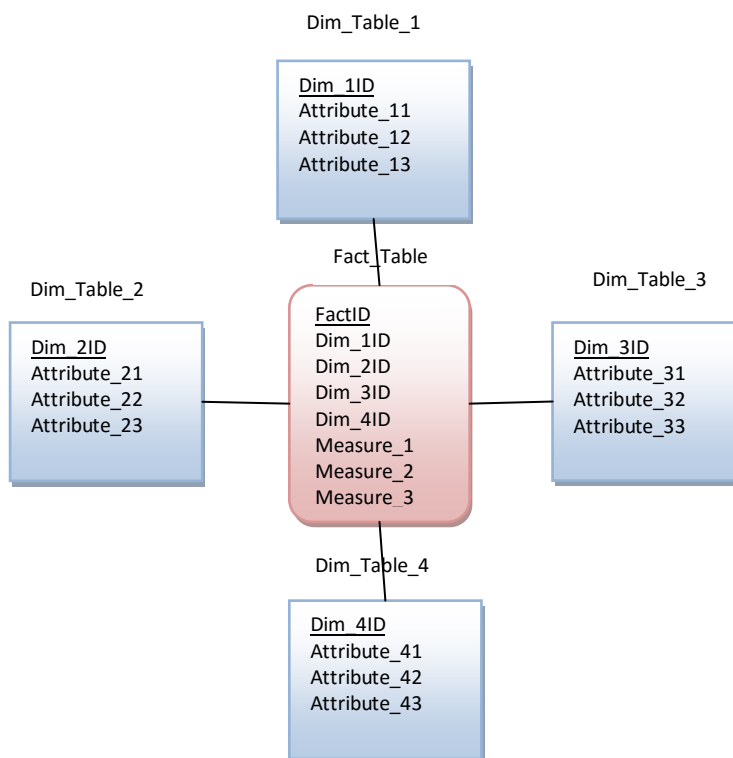 Dim_Table_1
Dim_1ID
Attribute_11
Attribute_12
Attribute_13
Fact_Table
FactID
Dim_1ID
Dim_2ID
Dim_3ID
Dim_4ID
Measure_1
Measure_2
Measure_3
Dim_Table_2
Dim_2ID
Attribute_21
Attribute_22
Attribute_23
Dim_Table_3
Dim_3ID
Attribute_31
Attribute_32
Attribute_33
Dim_Table_4
Dim_4ID
Attribute_41
Attribute_42
Attribute_43